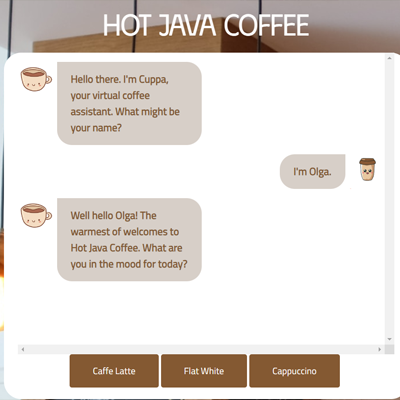 HOT JAVA COFFEE
Hello there. I'm Cuppa,
your virtual coffee
assistant. What might be
your name?
I'm Olga.
Well hello Olga! The
warmest of welcomes to
Hot Java Coffee. What are
you in the mood for today?
Caffe Latte
Flat White
Cappuccino